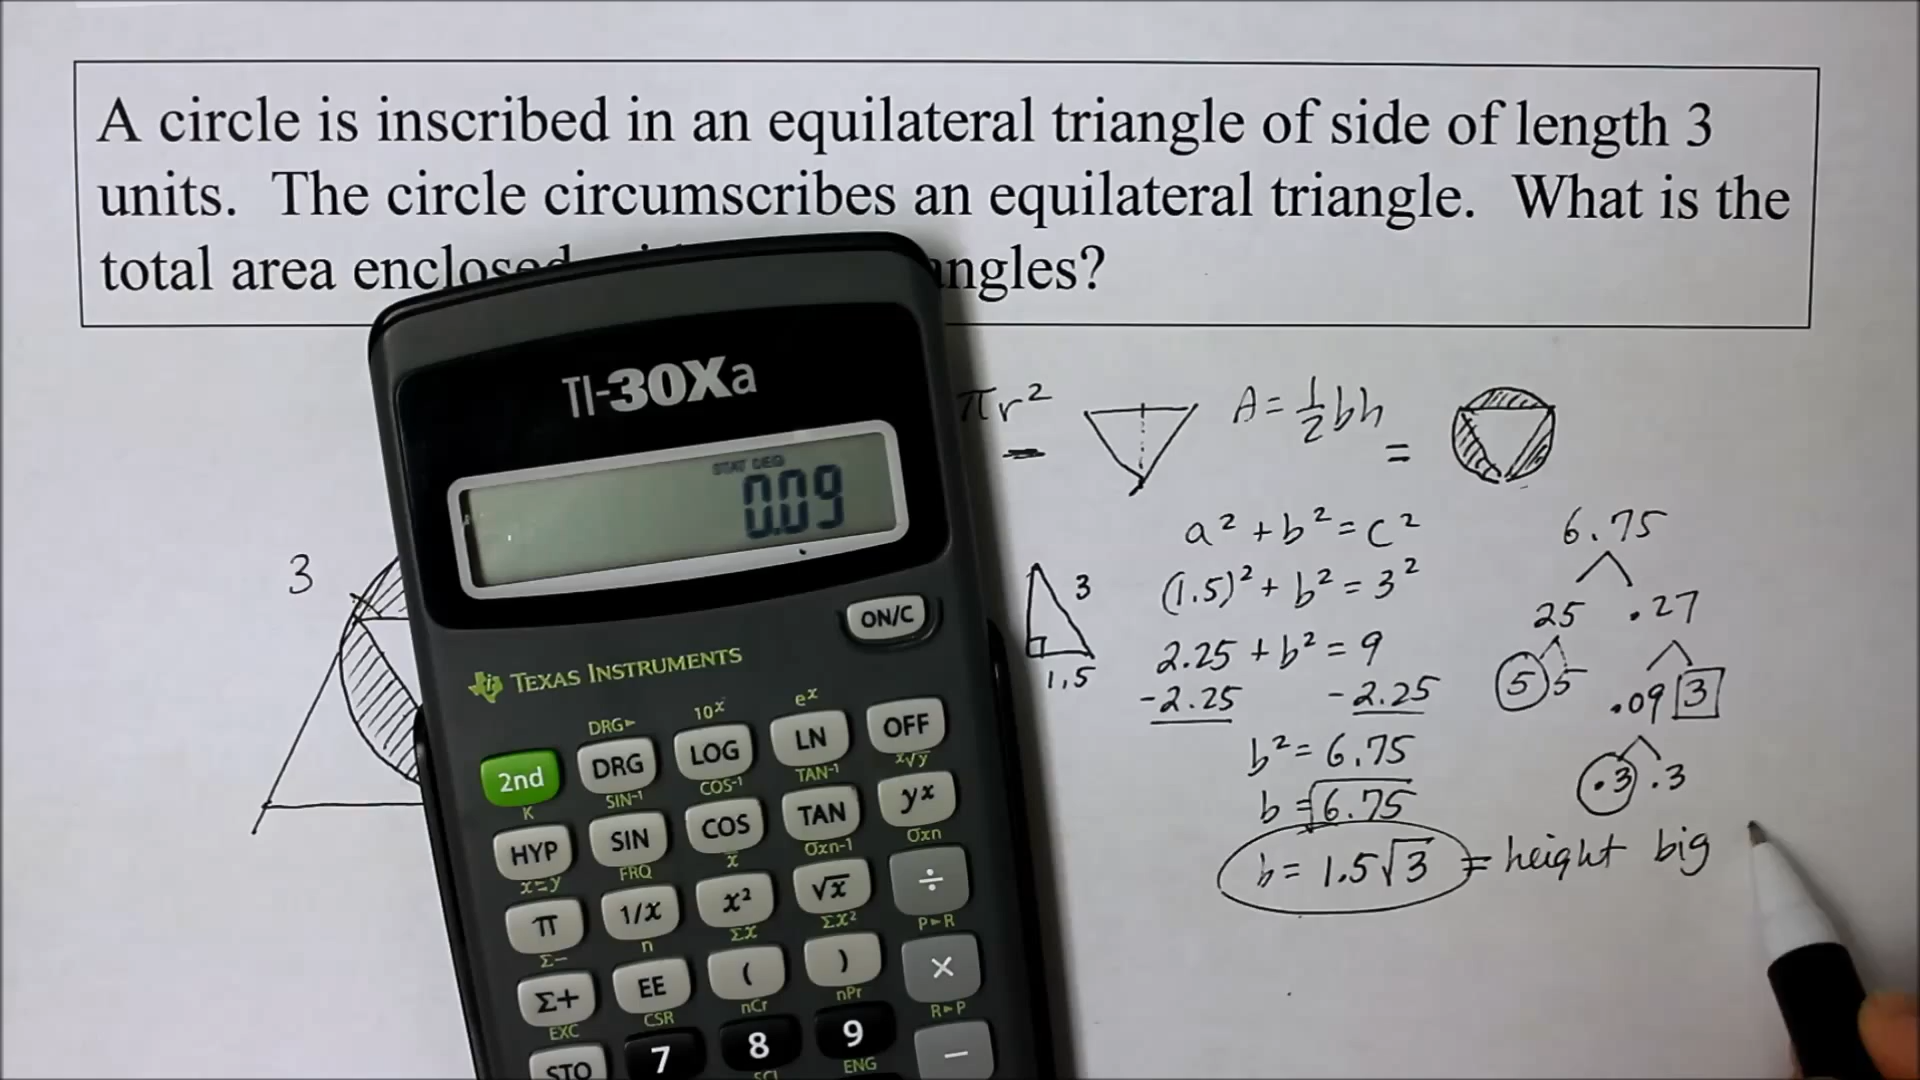 A circle is inscribed in an equilateral triangle of side of length 3
units. The circle circumscribes an equilateral triangle. What is the
total area
TI-30Xa
STAT DEG
0.09
ON/C
TEXAS INSTRUMENTS
DRG► 10ˣ eˣ
2nd DRG LOG LN OFF
K SIN⁻¹ COS⁻¹ TAN⁻¹ ˣ√y
HYP SIN COS TAN yˣ
x⇌y FRQ x̄ σxn-1 σxn
π 1/x x² √x ÷
Σ- n Σx Σx² P►R
Σ+ EE ( ) ×
EXC CSR nCr nPr R►P
STO 7 8 9 −
ENG
3
πr² − A = ½bh =
3
1.5
a² + b² = c²
(1.5)² + b² = 3²
2.25 + b² = 9
-2.25 -2.25
b² = 6.75
b = √6.75
b = 1.5√3 = height big
6.75
25 .27
5 5 .09 3
.3 .3